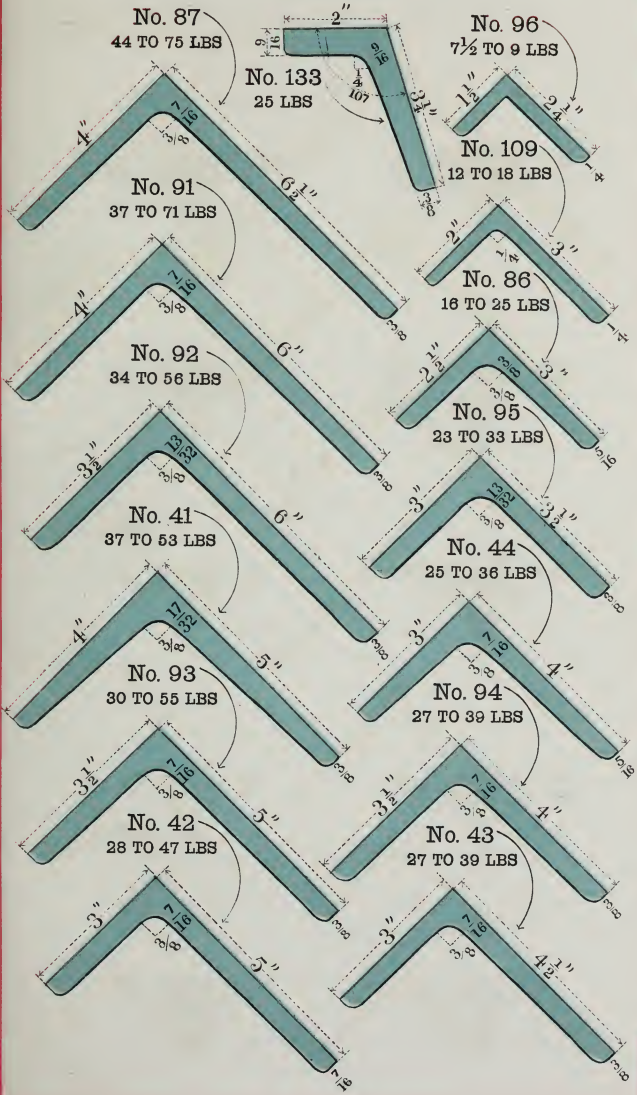 No. 87
44 TO 75 LBS
4"
7/16
3/8
6 1/2"
3/8
2"
9/16
9/16
No. 133
25 LBS
1/4
107
3 1/4"
3/8
No. 96
7 1/2 TO 9 LBS
1 1/2"
2 1/4"
1/4
No. 91
37 TO 71 LBS
4"
7/16
3/8
6"
3/8
No. 109
12 TO 18 LBS
2"
1/4
3"
1/4
No. 92
34 TO 56 LBS
3 1/2"
13/32
3/8
6"
3/8
No. 86
16 TO 25 LBS
2 1/2"
3/8
3/8
3"
5/16
No. 41
37 TO 53 LBS
4"
17/32
3/8
5"
3/8
No. 95
23 TO 33 LBS
3"
13/32
3/8
3 1/2"
3/8
No. 93
30 TO 55 LBS
3 1/2"
7/16
3/8
5"
3/8
No. 44
25 TO 36 LBS
3"
7/16
3/8
4"
5/16
No. 42
28 TO 47 LBS
3"
7/16
3/8
5"
7/16
No. 94
27 TO 39 LBS
3 1/2"
7/16
3/8
4"
3/8
No. 43
27 TO 39 LBS
3"
7/16
3/8
4 1/2"
3/8